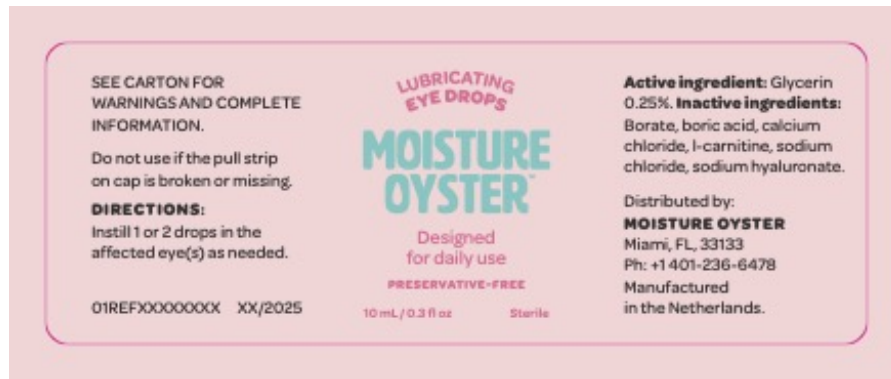 SEE CARTON FOR
WARNINGS AND COMPLETE
INFORMATION.
Do not use if the pull strip
on cap is broken or missing.
DIRECTIONS:
Instill 1 or 2 drops in the
affected eye(s) as needed.
01REFXXXXXXXX XX/2025
LUBRICATING
EYE DROPS
MOISTURE
OYSTER™
Designed
for daily use
PRESERVATIVE-FREE
10 mL / 0.3 fl oz Sterile
Active ingredient: Glycerin
0.25%. Inactive ingredients:
Borate, boric acid, calcium
chloride, l-carnitine, sodium
chloride, sodium hyaluronate.
Distributed by:
MOISTURE OYSTER
Miami, FL, 33133
Ph: +1 401-236-6478
Manufactured
in the Netherlands.